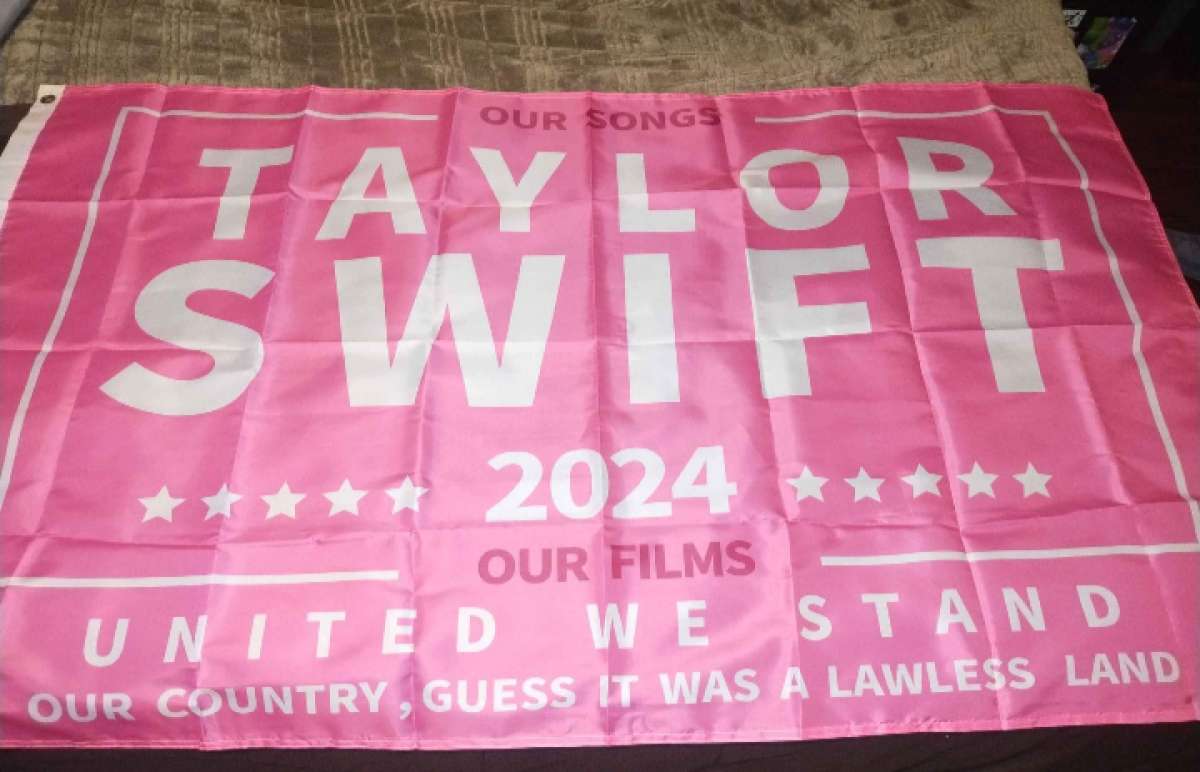 OUR SONGS
TAYLOR
SWIFT
2024
OUR FILMS
UNITED WE STAND
OUR COUNTRY, GUESS IT WAS A LAWLESS LAND